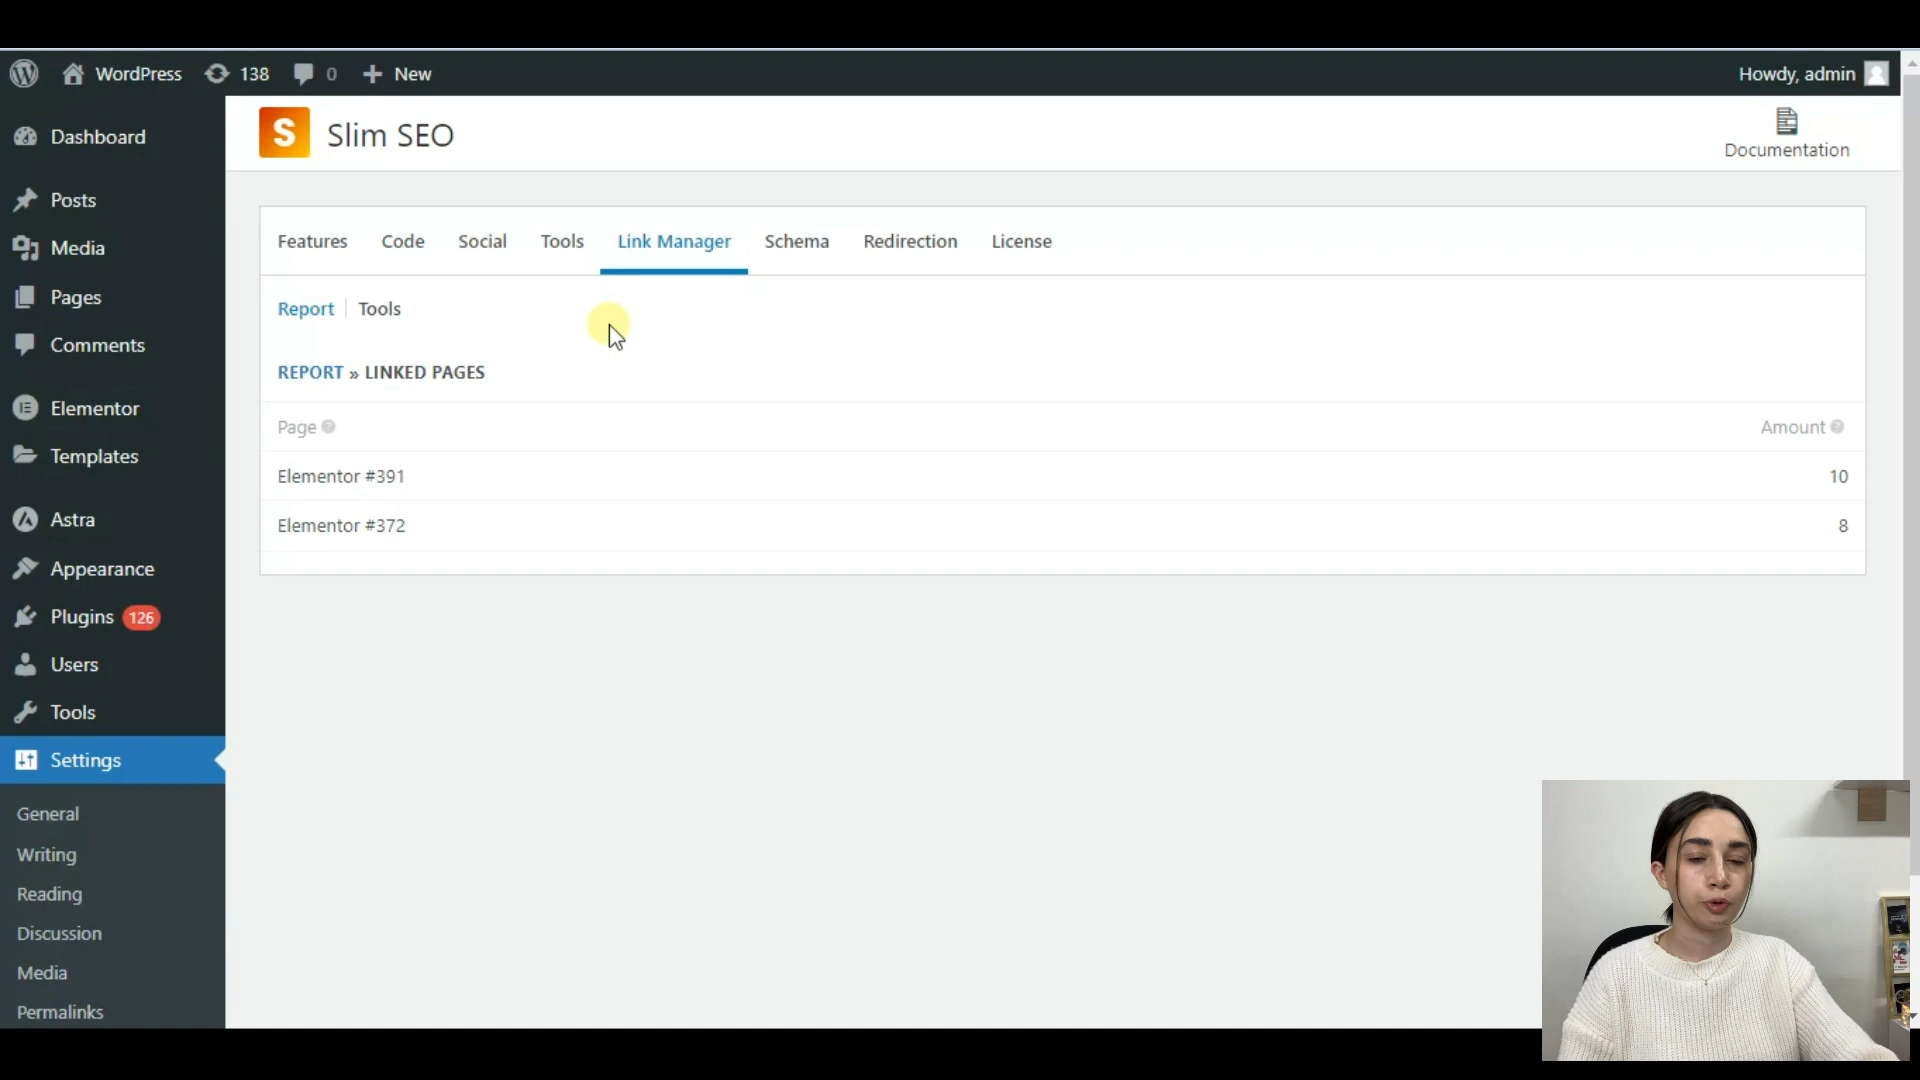 WordPress 138 0 New Howdy, admin
S Slim SEO
Documentation
Dashboard
Posts
Media
Pages
Comments
Elementor
Templates
Astra
Appearance
Plugins 126
Users
Tools
Settings
General
Writing
Reading
Discussion
Media
Permalinks
Features Code Social Tools Link Manager Schema Redirection License
Report Tools
REPORT » LINKED PAGES
Page Amount
Elementor #391 10
Elementor #372 8